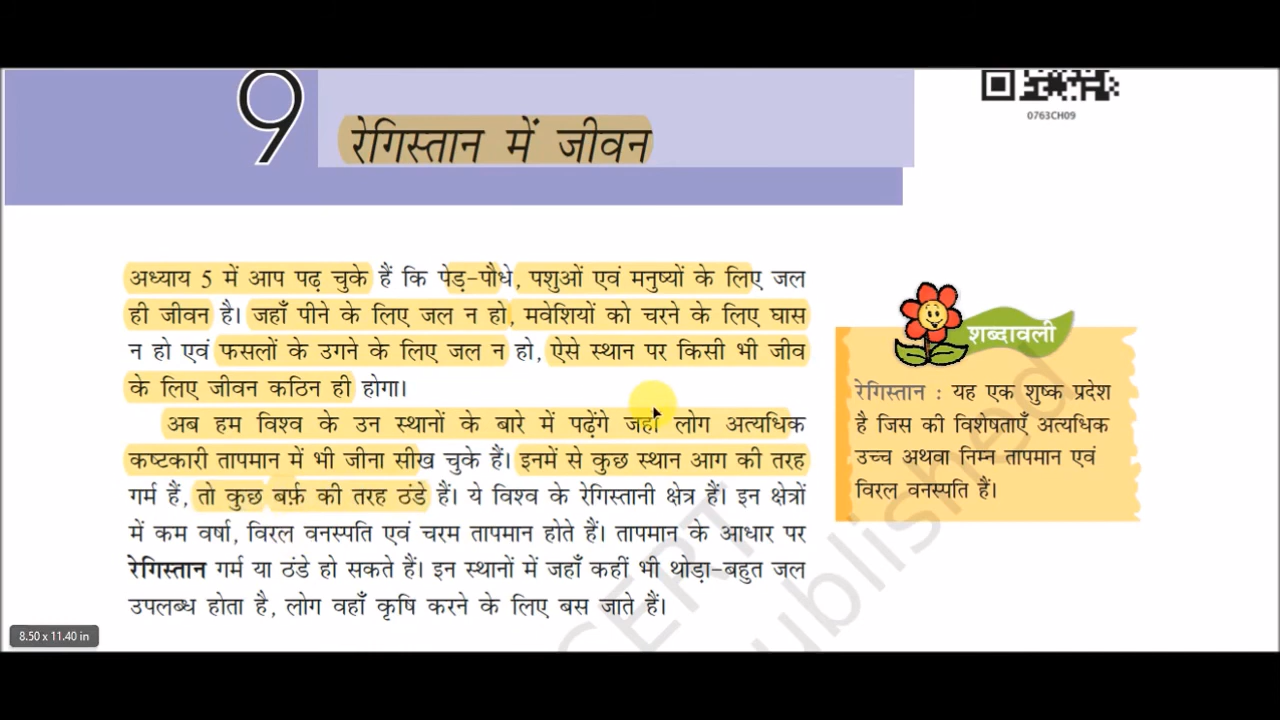 9
रेगिस्तान में जीवन
0763CH09
अध्याय 5 में आप पढ़ चुके हैं कि पेड़-पौधे, पशुओं एवं मनुष्यों के लिए जल
ही जीवन है। जहाँ पीने के लिए जल न हो, मवेशियों को चरने के लिए घास
न हो एवं फसलों के उगने के लिए जल न हो, ऐसे स्थान पर किसी भी जीव
के लिए जीवन कठिन ही होगा।
अब हम विश्व के उन स्थानों के बारे में पढ़ेंगे जहाँ लोग अत्यधिक
कष्टकारी तापमान में भी जीना सीख चुके हैं। इनमें से कुछ स्थान आग की तरह
गर्म हैं, तो कुछ बर्फ़ की तरह ठंडे हैं। ये विश्व के रेगिस्तानी क्षेत्र हैं। इन क्षेत्रों
में कम वर्षा, विरल वनस्पति एवं चरम तापमान होते हैं। तापमान के आधार पर
रेगिस्तान गर्म या ठंडे हो सकते हैं। इन स्थानों में जहाँ कहीं भी थोड़ा-बहुत जल
उपलब्ध होता है, लोग वहाँ कृषि करने के लिए बस जाते हैं।
शब्दावली
रेगिस्तान : यह एक शुष्क प्रदेश
है जिस की विशेषताएँ अत्यधिक
उच्च अथवा निम्न तापमान एवं
विरल वनस्पति हैं।
8.50 x 11.40 in